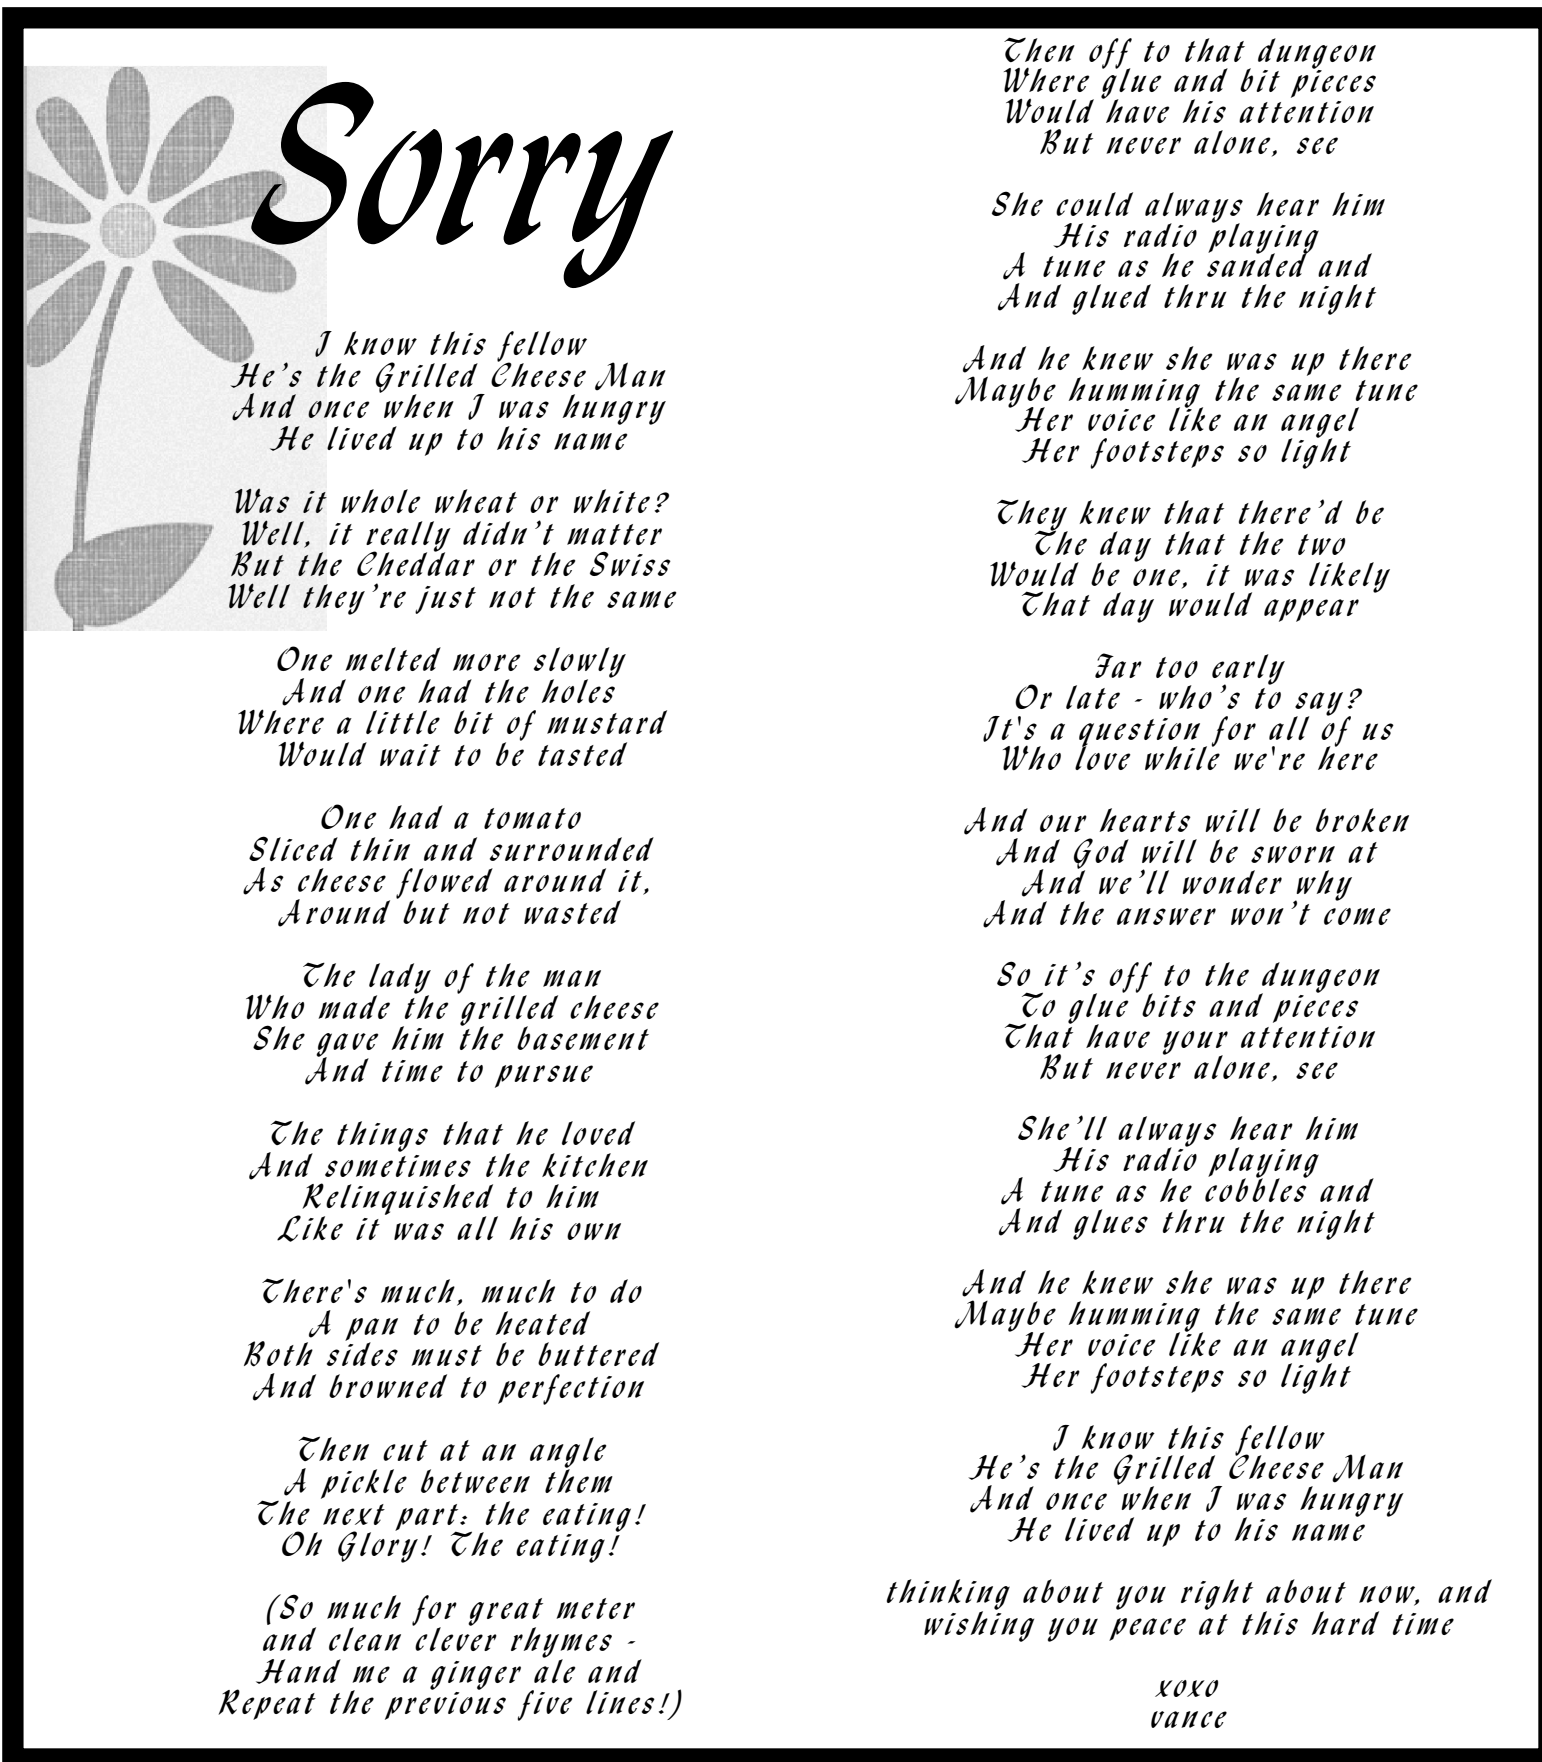 Sorry
I know this fellow
He's the Grilled Cheese Man
And once when I was hungry
He lived up to his name
Was it whole wheat or white?
Well, it really didn't matter
But the Cheddar or the Swiss
Well they're just not the same
One melted more slowly
And one had the holes
Where a little bit of mustard
Would wait to be tasted
One had a tomato
Sliced thin and surrounded
As cheese flowed around it,
Around but not wasted
The lady of the man
Who made the grilled cheese
She gave him the basement
And time to pursue
The things that he loved
And sometimes the kitchen
Relinquished to him
Like it was all his own
There's much, much to do
A pan to be heated
Both sides must be buttered
And browned to perfection
Then cut at an angle
A pickle between them
The next part: the eating!
Oh Glory! The eating!
(So much for great meter
and clean clever rhymes -
Hand me a ginger ale and
Repeat the previous five lines!)
Then off to that dungeon
Where glue and bit pieces
Would have his attention
But never alone, see
She could always hear him
His radio playing
A tune as he sanded and
And glued thru the night
And he knew she was up there
Maybe humming the same tune
Her voice like an angel
Her footsteps so light
They knew that there'd be
The day that the two
Would be one, it was likely
That day would appear
Far too early
Or late - who's to say?
It's a question for all of us
Who love while we're here
And our hearts will be broken
And God will be sworn at
And we'll wonder why
And the answer won't come
So it's off to the dungeon
To glue bits and pieces
That have your attention
But never alone, see
She'll always hear him
His radio playing
A tune as he cobbles and
And glues thru the night
And he knew she was up there
Maybe humming the same tune
Her voice like an angel
Her footsteps so light
I know this fellow
He's the Grilled Cheese Man
And once when I was hungry
He lived up to his name
thinking about you right about now, and
wishing you peace at this hard time
xoxo
vance